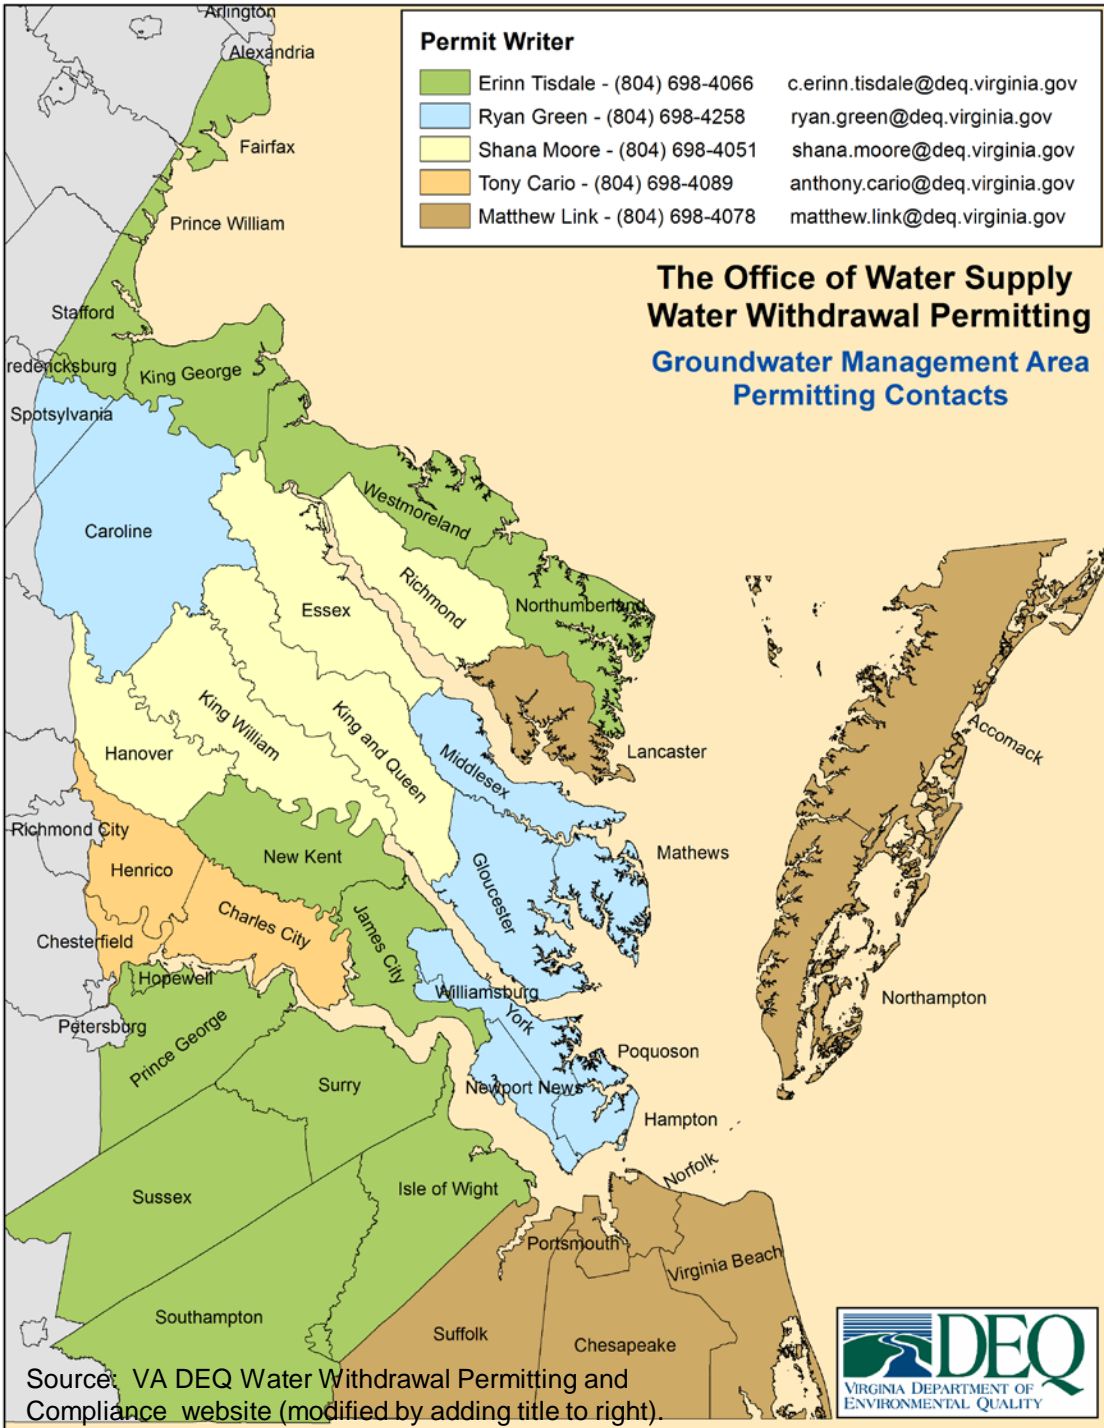 Arlington
Alexandria
Fairfax
Prince William
Stafford
redericksburg
King George
Spotsylvania
Westmoreland
Caroline
Richmond
Essex
Northumberland
King William
King and Queen
Hanover
Middlesex
Lancaster
Accomack
Richmond City
Henrico
New Kent
Mathews
Gloucester
Charles City
James City
Chesterfield
Hopewell
Williamsburg
York
Northampton
Petersburg
Prince George
Poquoson
Surry
Newport News
Hampton
Norfolk
Sussex
Isle of Wight
Portsmouth
Virginia Beach
Southampton
Suffolk
Chesapeake
Permit Writer
Erinn Tisdale - (804) 698-4066 c.erinn.tisdale@deq.virginia.gov
Ryan Green - (804) 698-4258 ryan.green@deq.virginia.gov
Shana Moore - (804) 698-4051 shana.moore@deq.virginia.gov
Tony Cario - (804) 698-4089 anthony.cario@deq.virginia.gov
Matthew Link - (804) 698-4078 matthew.link@deq.virginia.gov
The Office of Water Supply
Water Withdrawal Permitting
Groundwater Management Area
Permitting Contacts
Source: VA DEQ Water Withdrawal Permitting and
Compliance website (modified by adding title to right).
DEQ
VIRGINIA DEPARTMENT OF
ENVIRONMENTAL QUALITY